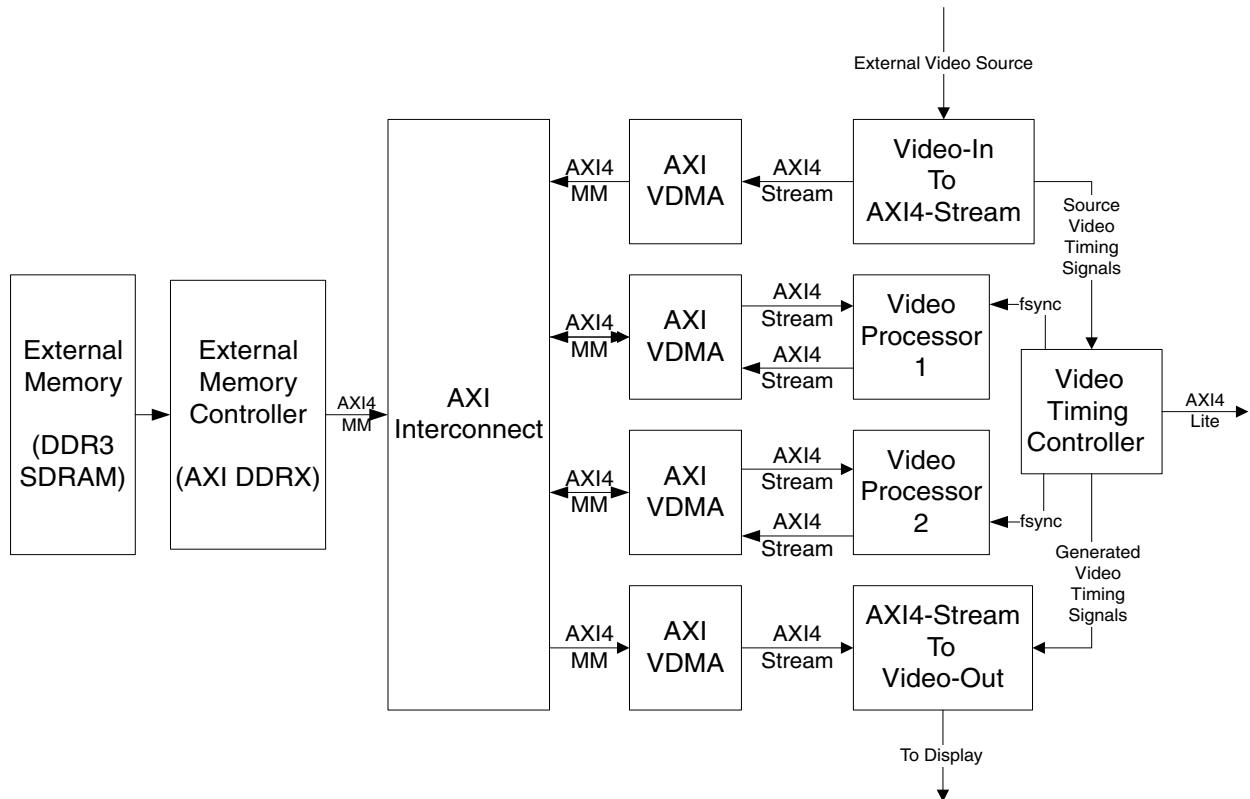 External Video Source
Video-In
To
AXI4-Stream
AXI4
Stream
AXI
VDMA
AXI4
MM
Source
Video
Timing
Signals
External
Memory
(DDR3
SDRAM)
External
Memory
Controller
(AXI DDRX)
AXI4
MM
AXI
Interconnect
AXI4
MM
AXI
VDMA
AXI4
Stream
AXI4
Stream
Video
Processor
1
fsync
Video
Timing
Controller
AXI4
Lite
AXI4
MM
AXI
VDMA
AXI4
Stream
AXI4
Stream
Video
Processor
2
fsync
Generated
Video
Timing
Signals
AXI4
MM
AXI
VDMA
AXI4
Stream
AXI4-Stream
To
Video-Out
To Display